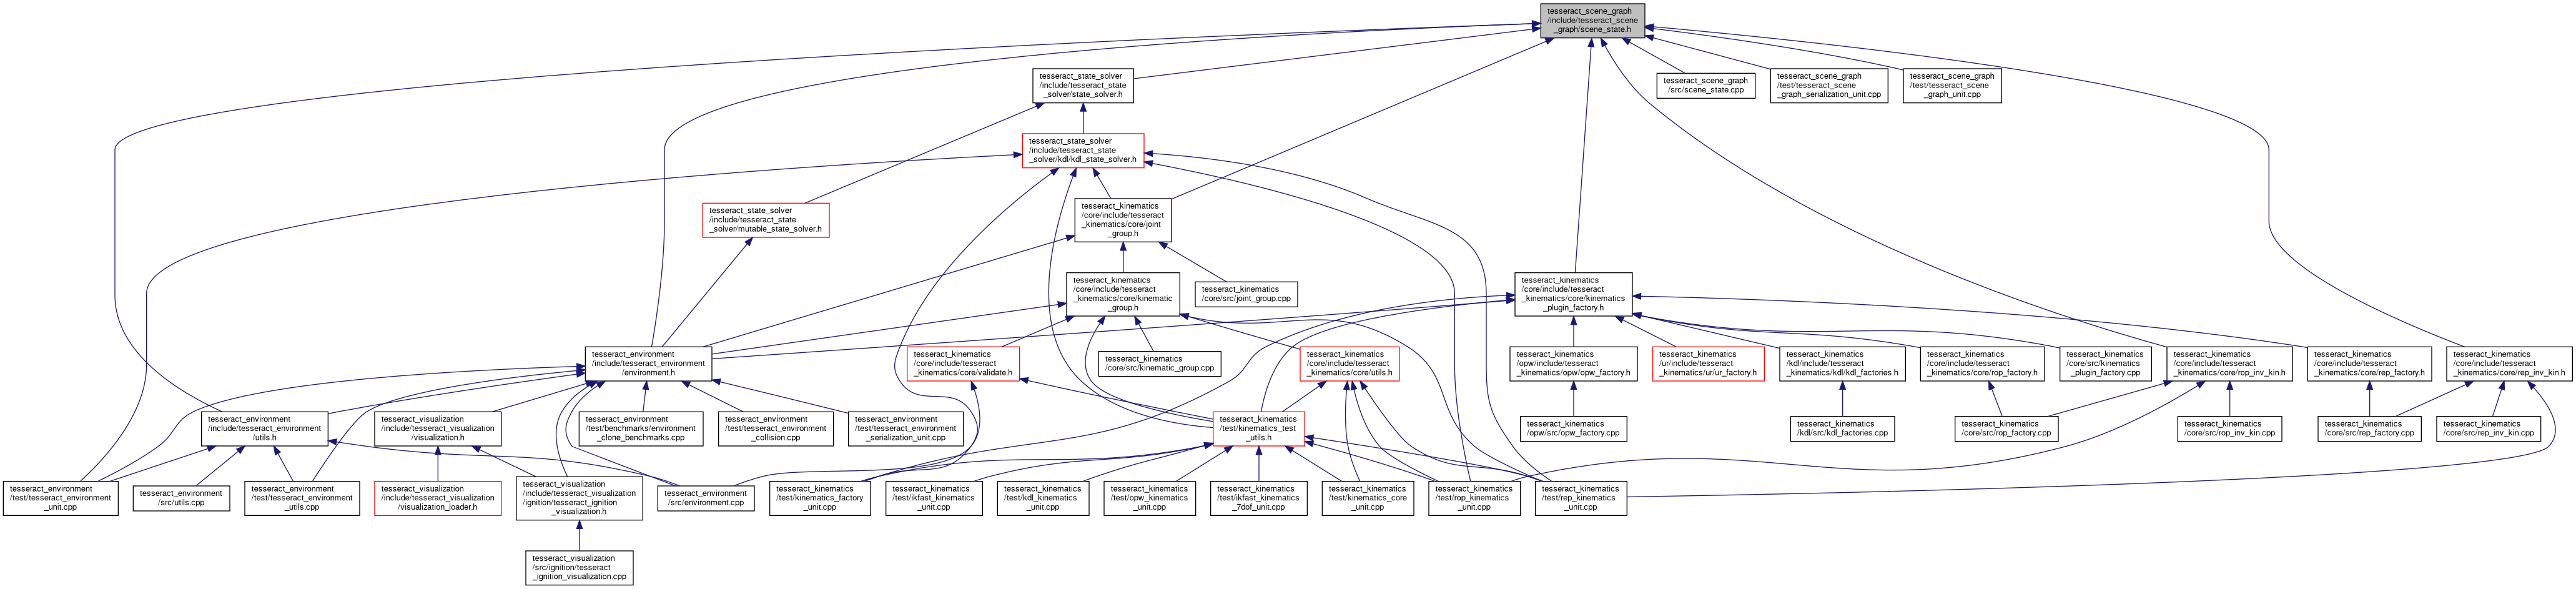 tesseract_scene_graph
/include/tesseract_scene
_graph/scene_state.h
tesseract_state_solver
/include/tesseract_state
_solver/state_solver.h
tesseract_scene_graph
/src/scene_state.cpp
tesseract_scene_graph
/test/tesseract_scene
_graph_serialization_unit.cpp
tesseract_scene_graph
/test/tesseract_scene
_graph_unit.cpp
tesseract_state_solver
/include/tesseract_state
_solver/kdl/kdl_state_solver.h
tesseract_state_solver
/include/tesseract_state
_solver/mutable_state_solver.h
tesseract_kinematics
/core/include/tesseract
_kinematics/core/joint
_group.h
tesseract_kinematics
/core/include/tesseract
_kinematics/core/kinematic
_group.h
tesseract_kinematics
/core/src/joint_group.cpp
tesseract_kinematics
/core/include/tesseract
_kinematics/core/kinematics
_plugin_factory.h
tesseract_environment
/include/tesseract_environment
/environment.h
tesseract_kinematics
/core/include/tesseract
_kinematics/core/validate.h
tesseract_kinematics
/core/src/kinematic_group.cpp
tesseract_kinematics
/core/include/tesseract
_kinematics/core/utils.h
tesseract_kinematics
/opw/include/tesseract
_kinematics/opw/opw_factory.h
tesseract_kinematics
/ur/include/tesseract
_kinematics/ur/ur_factory.h
tesseract_kinematics
/kdl/include/tesseract
_kinematics/kdl/kdl_factories.h
tesseract_kinematics
/core/include/tesseract
_kinematics/core/rop_factory.h
tesseract_kinematics
/core/src/kinematics
_plugin_factory.cpp
tesseract_kinematics
/core/include/tesseract
_kinematics/core/rop_inv_kin.h
tesseract_kinematics
/core/include/tesseract
_kinematics/core/rep_factory.h
tesseract_kinematics
/core/include/tesseract
_kinematics/core/rep_inv_kin.h
tesseract_environment
/include/tesseract_environment
/utils.h
tesseract_visualization
/include/tesseract_visualization
/visualization.h
tesseract_environment
/test/benchmarks/environment
_clone_benchmarks.cpp
tesseract_environment
/test/tesseract_environment
_collision.cpp
tesseract_environment
/test/tesseract_environment
_serialization_unit.cpp
tesseract_kinematics
/test/kinematics_test
_utils.h
tesseract_kinematics
/opw/src/opw_factory.cpp
tesseract_kinematics
/kdl/src/kdl_factories.cpp
tesseract_kinematics
/core/src/rop_factory.cpp
tesseract_kinematics
/core/src/rop_inv_kin.cpp
tesseract_kinematics
/core/src/rep_factory.cpp
tesseract_kinematics
/core/src/rep_inv_kin.cpp
tesseract_environment
/test/tesseract_environment
_unit.cpp
tesseract_environment
/src/utils.cpp
tesseract_environment
/test/tesseract_environment
_utils.cpp
tesseract_visualization
/include/tesseract_visualization
/visualization_loader.h
tesseract_visualization
/include/tesseract_visualization
/ignition/tesseract_ignition
_visualization.h
tesseract_environment
/src/environment.cpp
tesseract_kinematics
/test/kinematics_factory
_unit.cpp
tesseract_kinematics
/test/ikfast_kinematics
_unit.cpp
tesseract_kinematics
/test/kdl_kinematics
_unit.cpp
tesseract_kinematics
/test/opw_kinematics
_unit.cpp
tesseract_kinematics
/test/ikfast_kinematics
_7dof_unit.cpp
tesseract_kinematics
/test/kinematics_core
_unit.cpp
tesseract_kinematics
/test/rop_kinematics
_unit.cpp
tesseract_kinematics
/test/rep_kinematics
_unit.cpp
tesseract_visualization
/src/ignition/tesseract
_ignition_visualization.cpp